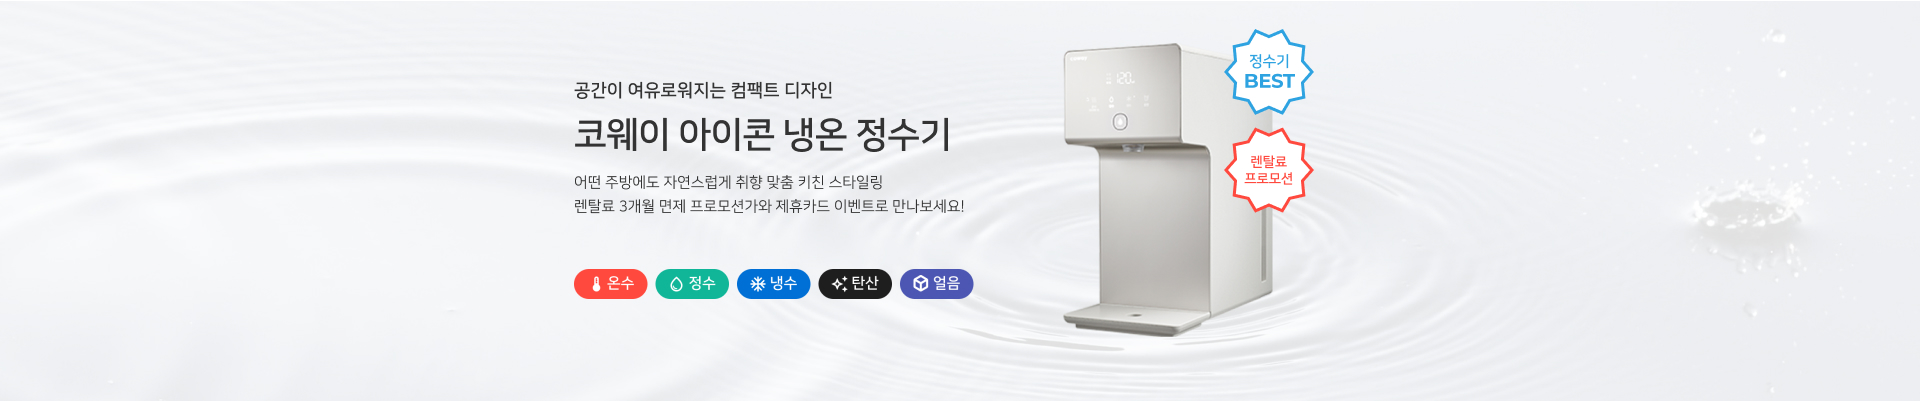 공간이 여유로워지는 컴팩트 디자인
코웨이 아이콘 냉온 정수기
어떤 주방에도 자연스럽게 취향 맞춤 키친 스타일링
렌탈료 3개월 면제 프로모션가와 제휴카드 이벤트로 만나보세요!
온수
정수
냉수
탄산
얼음
120
정수기
BEST
렌탈료
프로모션